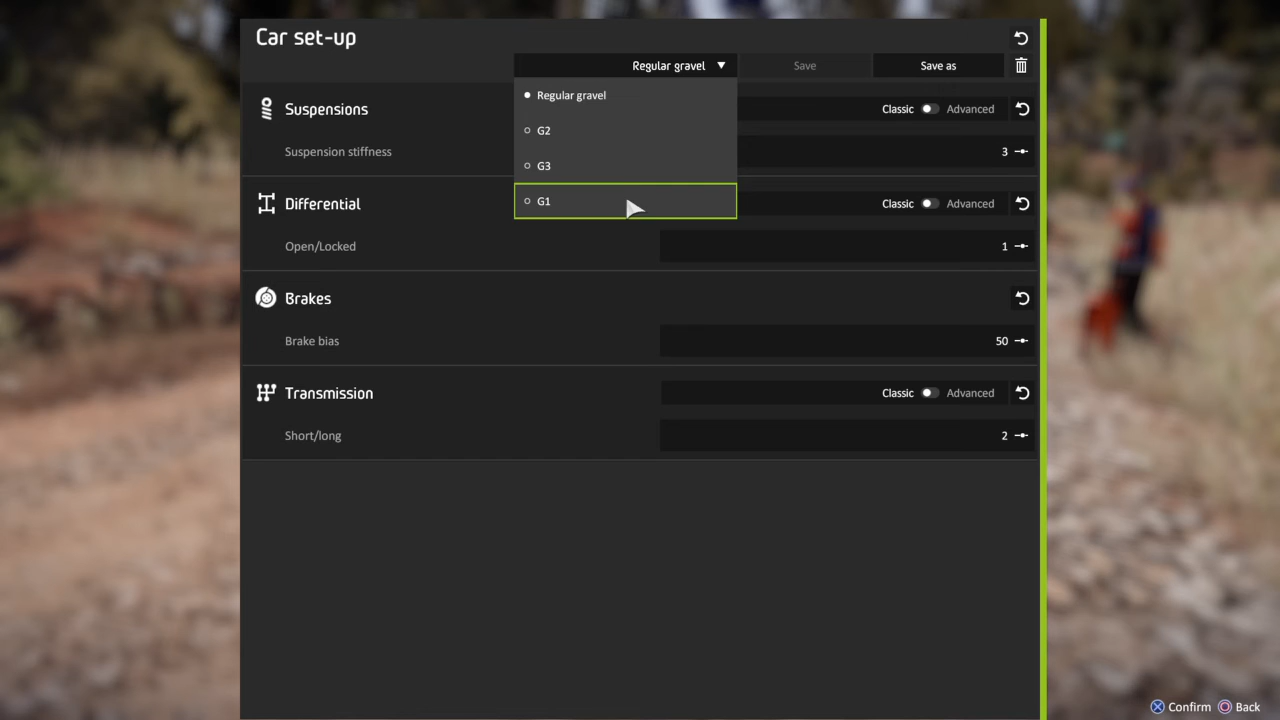 Car set-up
Regular gravel Save Save as
Regular gravel
Suspensions Classic Advanced
G2
Suspension stiffness 3
G3
Differential G1 Classic Advanced
Open/Locked 1
Brakes
Brake bias 50
Transmission Classic Advanced
Short/long 2
Confirm Back